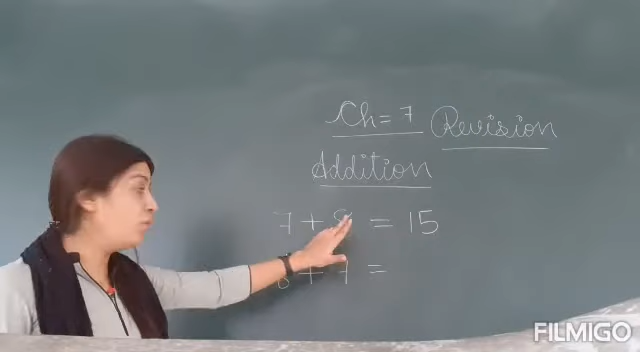 Ch = 7 Revision
Addition
7 + 8 = 15
8 + 7 =
FILMIGO